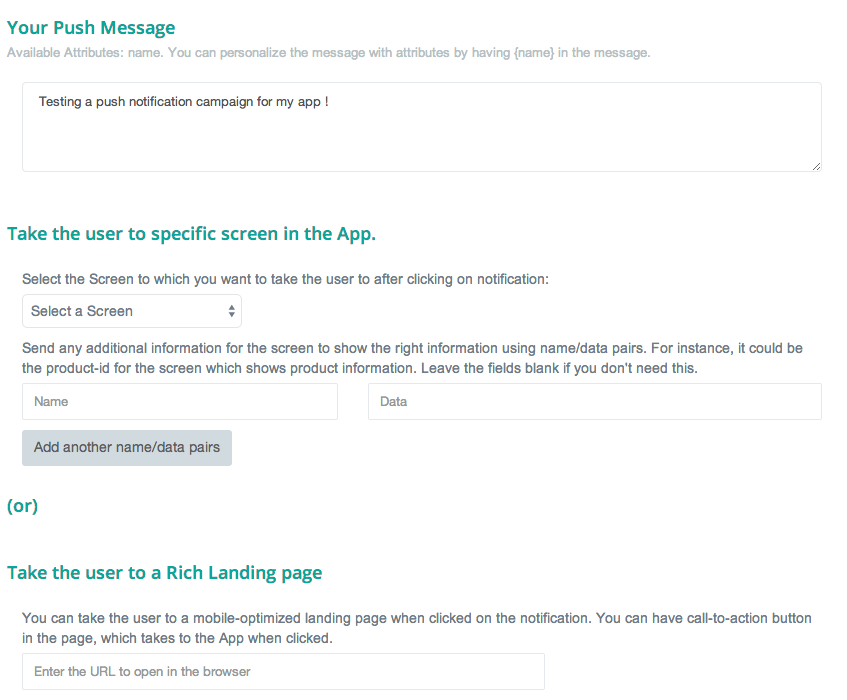 Your Push Message
Available Attributes: name. You can personalize the message with attributes by having {name} in the message.
Testing a push notification campaign for my app !
Take the user to specific screen in the App.
Select the Screen to which you want to take the user to after clicking on notification:
Select a Screen
Send any additional information for the screen to show the right information using name/data pairs. For instance, it could be
the product-id for the screen which shows product information. Leave the fields blank if you don't need this.
Name Data
Add another name/data pairs
(or)
Take the user to a Rich Landing page
You can take the user to a mobile-optimized landing page when clicked on the notification. You can have call-to-action button
in the page, which takes to the App when clicked.
Enter the URL to open in the browser